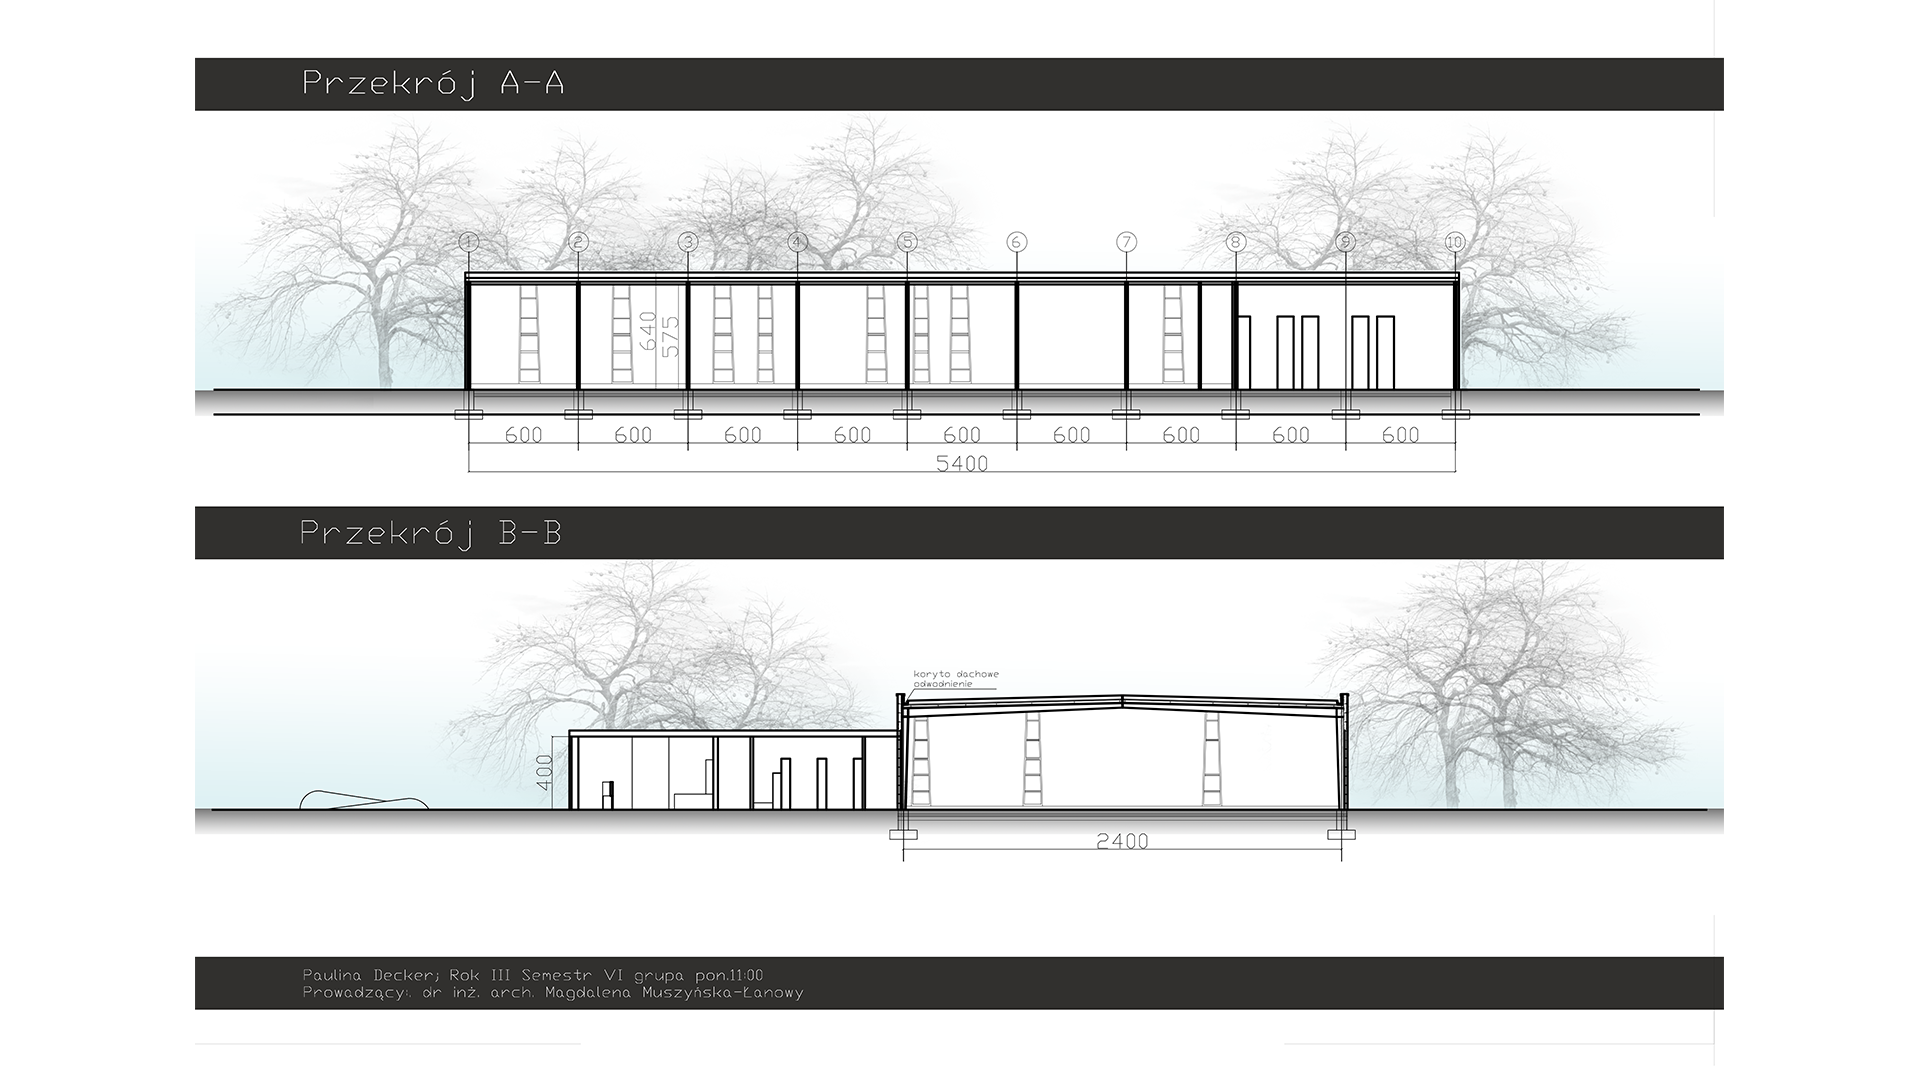 Przekrój A-A
1 2 3 4 5 6 7 8 9 10
640
575
600 600 600 600 600 600 600 600 600
5400
Przekrój B-B
koryto dachowe
odwodnienie
400
2400
Paulina Decker; Rok III Semestr VI grupa pon.11:00
Prowadzący: dr inż. arch. Magdalena Muszyńska-Łanowy